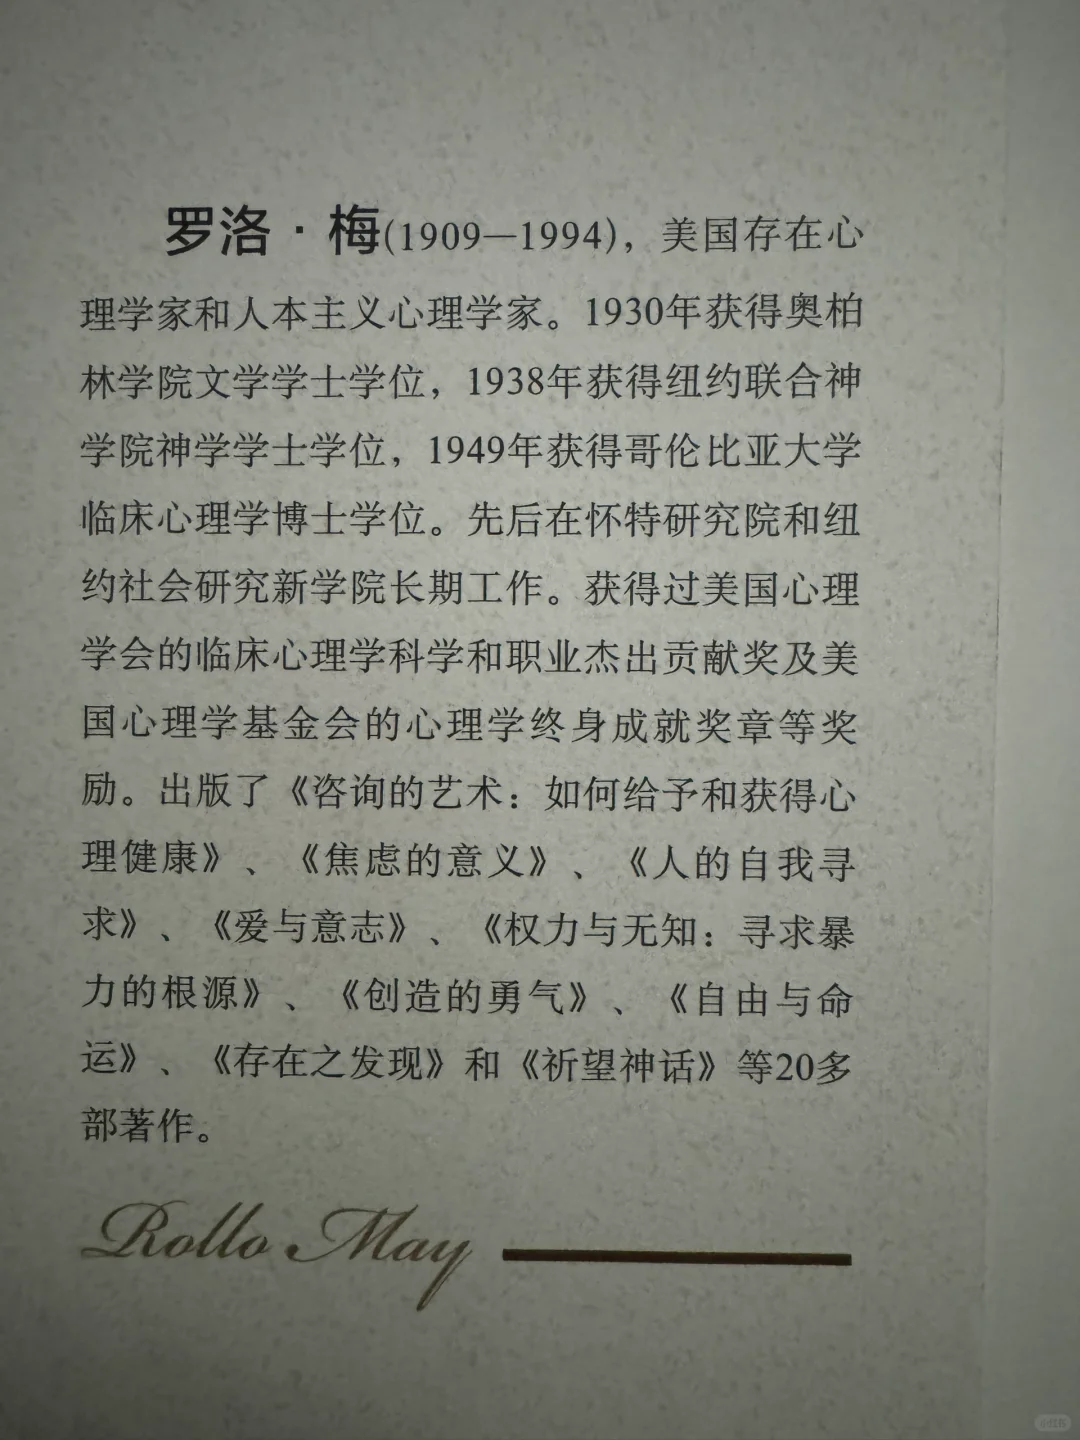 罗洛·梅(1909—1994)，美国存在心
理学家和人本主义心理学家。1930年获得奥柏
林学院文学学士学位，1938年获得纽约联合神
学院神学学士学位，1949年获得哥伦比亚大学
临床心理学博士学位。先后在怀特研究院和纽
约社会研究新学院长期工作。获得过美国心理
学会的临床心理学科学和职业杰出贡献奖及美
国心理学基金会的心理学终身成就奖章等奖
励。出版了《咨询的艺术：如何给予和获得心
理健康》、《焦虑的意义》、《人的自我寻
求》、《爱与意志》、《权力与无知：寻求暴
力的根源》、《创造的勇气》、《自由与命
运》、《存在之发现》和《祈望神话》等20多
部著作。
Rollo May
小红书